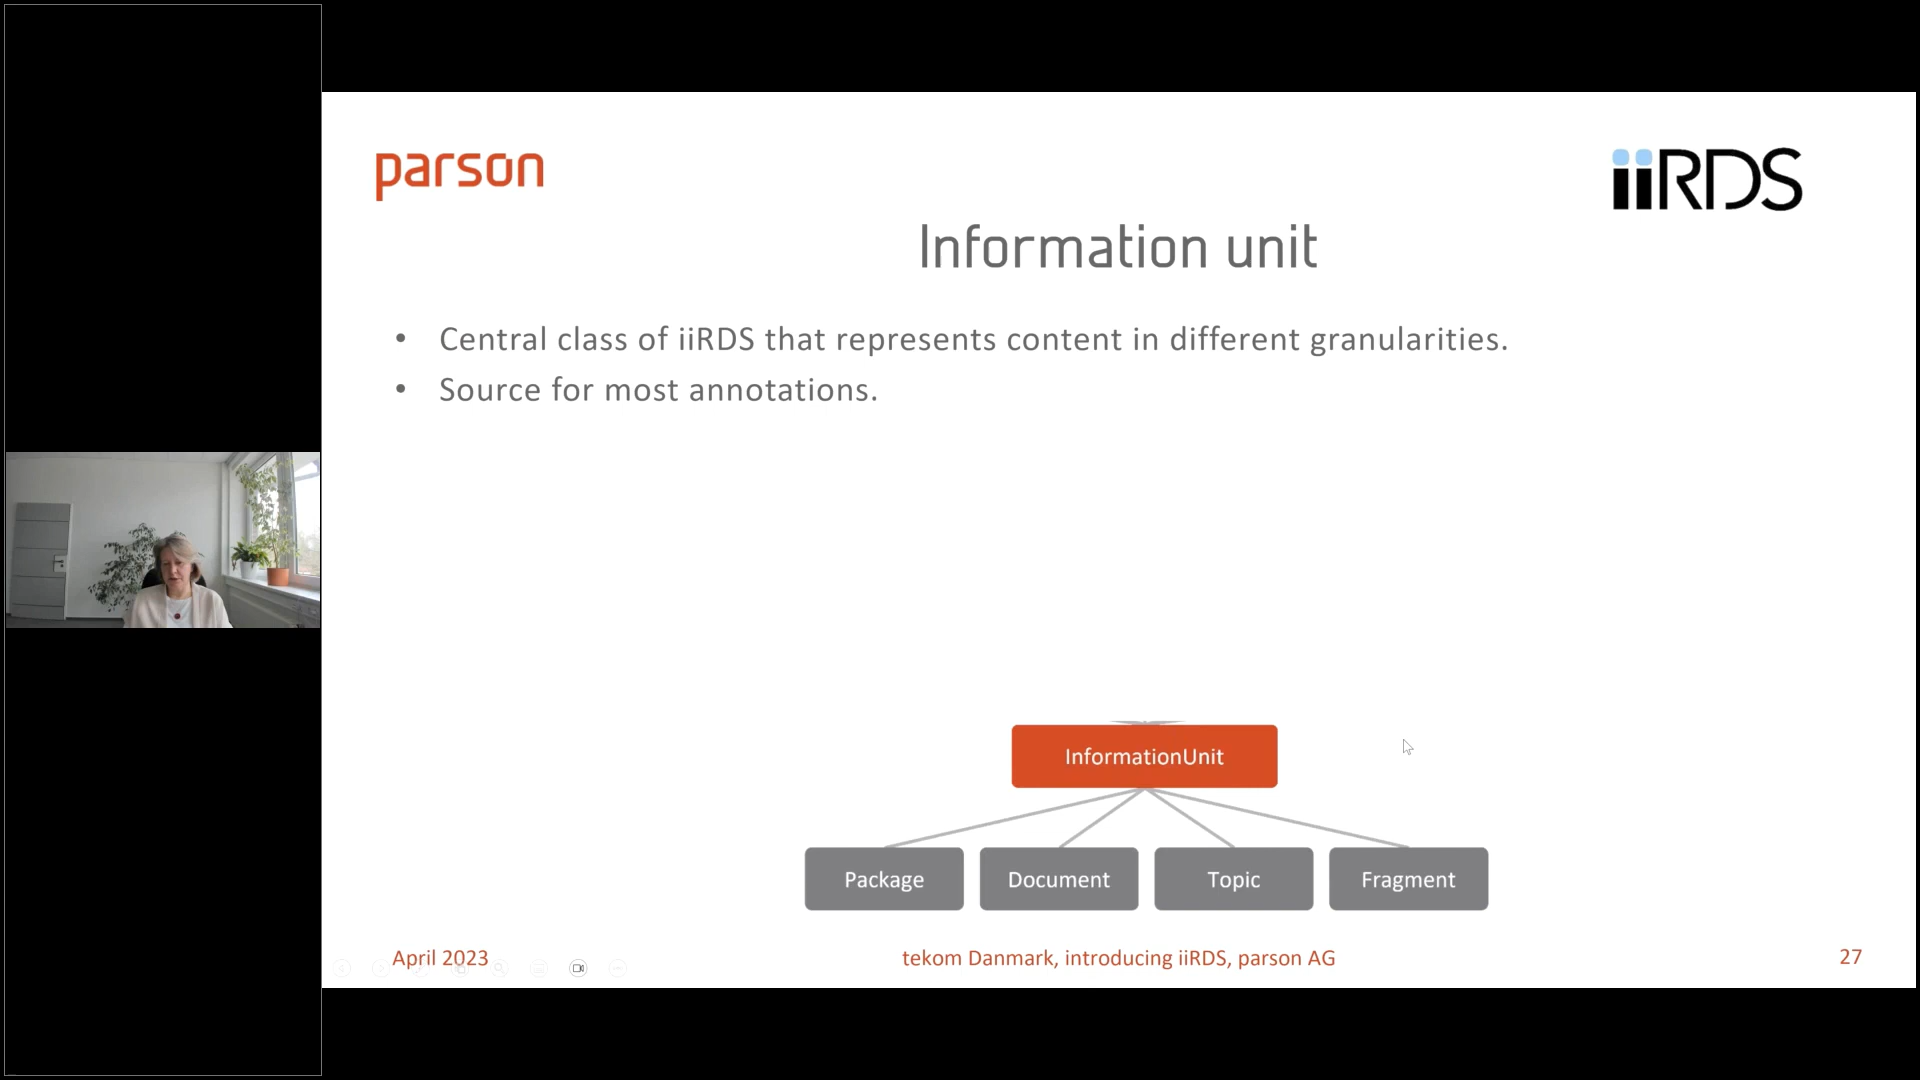 parson
iiRDS
Information unit
• Central class of iiRDS that represents content in different granularities.
• Source for most annotations.
InformationUnit
Package
Document
Topic
Fragment
April 2023
tekom Danmark, introducing iiRDS, parson AG
27